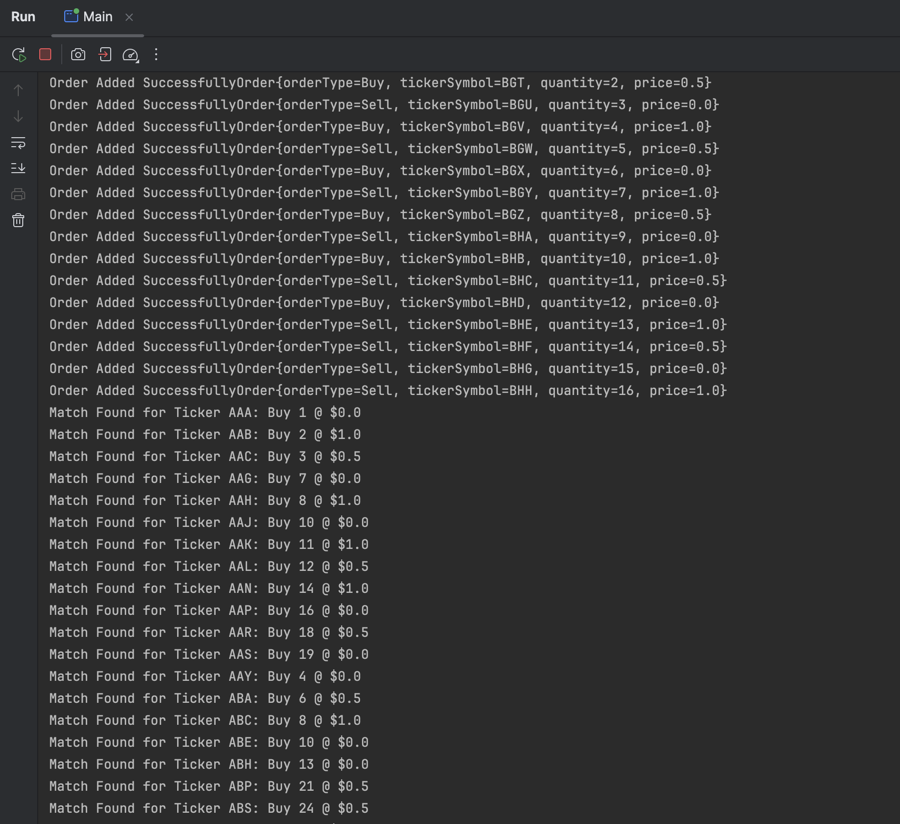 Run Main
Order Added SuccessfullyOrder{orderType=Buy, tickerSymbol=BGT, quantity=2, price=0.5}
Order Added SuccessfullyOrder{orderType=Sell, tickerSymbol=BGU, quantity=3, price=0.0}
Order Added SuccessfullyOrder{orderType=Buy, tickerSymbol=BGV, quantity=4, price=1.0}
Order Added SuccessfullyOrder{orderType=Sell, tickerSymbol=BGW, quantity=5, price=0.5}
Order Added SuccessfullyOrder{orderType=Buy, tickerSymbol=BGX, quantity=6, price=0.0}
Order Added SuccessfullyOrder{orderType=Sell, tickerSymbol=BGY, quantity=7, price=1.0}
Order Added SuccessfullyOrder{orderType=Buy, tickerSymbol=BGZ, quantity=8, price=0.5}
Order Added SuccessfullyOrder{orderType=Sell, tickerSymbol=BHA, quantity=9, price=0.0}
Order Added SuccessfullyOrder{orderType=Buy, tickerSymbol=BHB, quantity=10, price=1.0}
Order Added SuccessfullyOrder{orderType=Sell, tickerSymbol=BHC, quantity=11, price=0.5}
Order Added SuccessfullyOrder{orderType=Buy, tickerSymbol=BHD, quantity=12, price=0.0}
Order Added SuccessfullyOrder{orderType=Sell, tickerSymbol=BHE, quantity=13, price=1.0}
Order Added SuccessfullyOrder{orderType=Sell, tickerSymbol=BHF, quantity=14, price=0.5}
Order Added SuccessfullyOrder{orderType=Sell, tickerSymbol=BHG, quantity=15, price=0.0}
Order Added SuccessfullyOrder{orderType=Sell, tickerSymbol=BHH, quantity=16, price=1.0}
Match Found for Ticker AAA: Buy 1 @ $0.0
Match Found for Ticker AAB: Buy 2 @ $1.0
Match Found for Ticker AAC: Buy 3 @ $0.5
Match Found for Ticker AAG: Buy 7 @ $0.0
Match Found for Ticker AAH: Buy 8 @ $1.0
Match Found for Ticker AAJ: Buy 10 @ $0.0
Match Found for Ticker AAK: Buy 11 @ $1.0
Match Found for Ticker AAL: Buy 12 @ $0.5
Match Found for Ticker AAN: Buy 14 @ $1.0
Match Found for Ticker AAP: Buy 16 @ $0.0
Match Found for Ticker AAR: Buy 18 @ $0.5
Match Found for Ticker AAS: Buy 19 @ $0.0
Match Found for Ticker AAY: Buy 4 @ $0.0
Match Found for Ticker ABA: Buy 6 @ $0.5
Match Found for Ticker ABC: Buy 8 @ $1.0
Match Found for Ticker ABE: Buy 10 @ $0.0
Match Found for Ticker ABH: Buy 13 @ $0.0
Match Found for Ticker ABP: Buy 21 @ $0.5
Match Found for Ticker ABS: Buy 24 @ $0.5